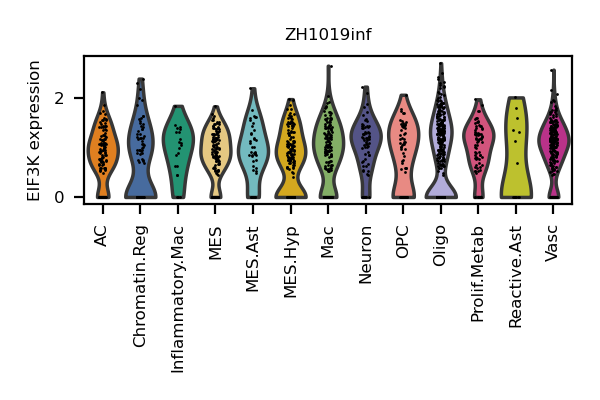 ZH1019inf
EIF3K expression
2
0
AC
Chromatin.Reg
Inflammatory.Mac
MES
MES.Ast
MES.Hyp
Mac
Neuron
OPC
Oligo
Prolif.Metab
Reactive.Ast
Vasc